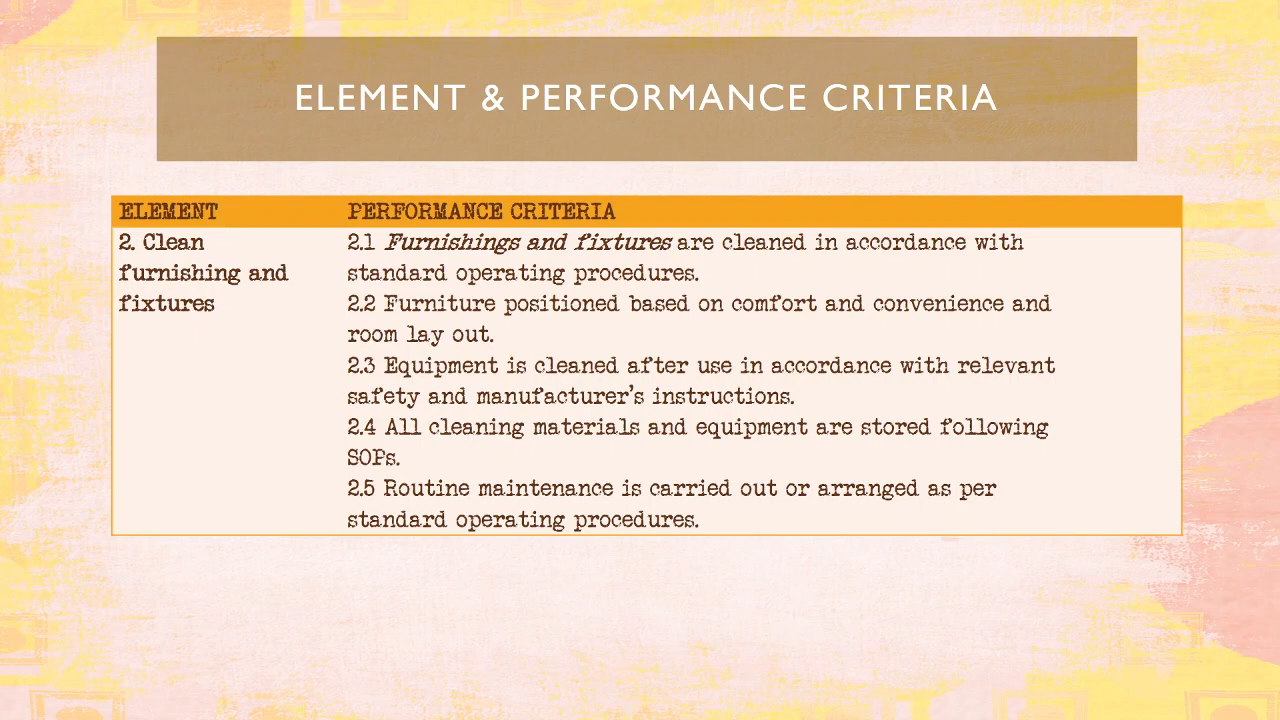 ELEMENT & PERFORMANCE CRITERIA
ELEMENT
PERFORMANCE CRITERIA
2. Clean
furnishing and
fixtures
2.1 Furnishings and fixtures are cleaned in accordance with
standard operating procedures.
2.2 Furniture positioned based on comfort and convenience and
room lay out.
2.3 Equipment is cleaned after use in accordance with relevant
safety and manufacturer's instructions.
2.4 All cleaning materials and equipment are stored following
SOPs.
2.5 Routine maintenance is carried out or arranged as per
standard operating procedures.